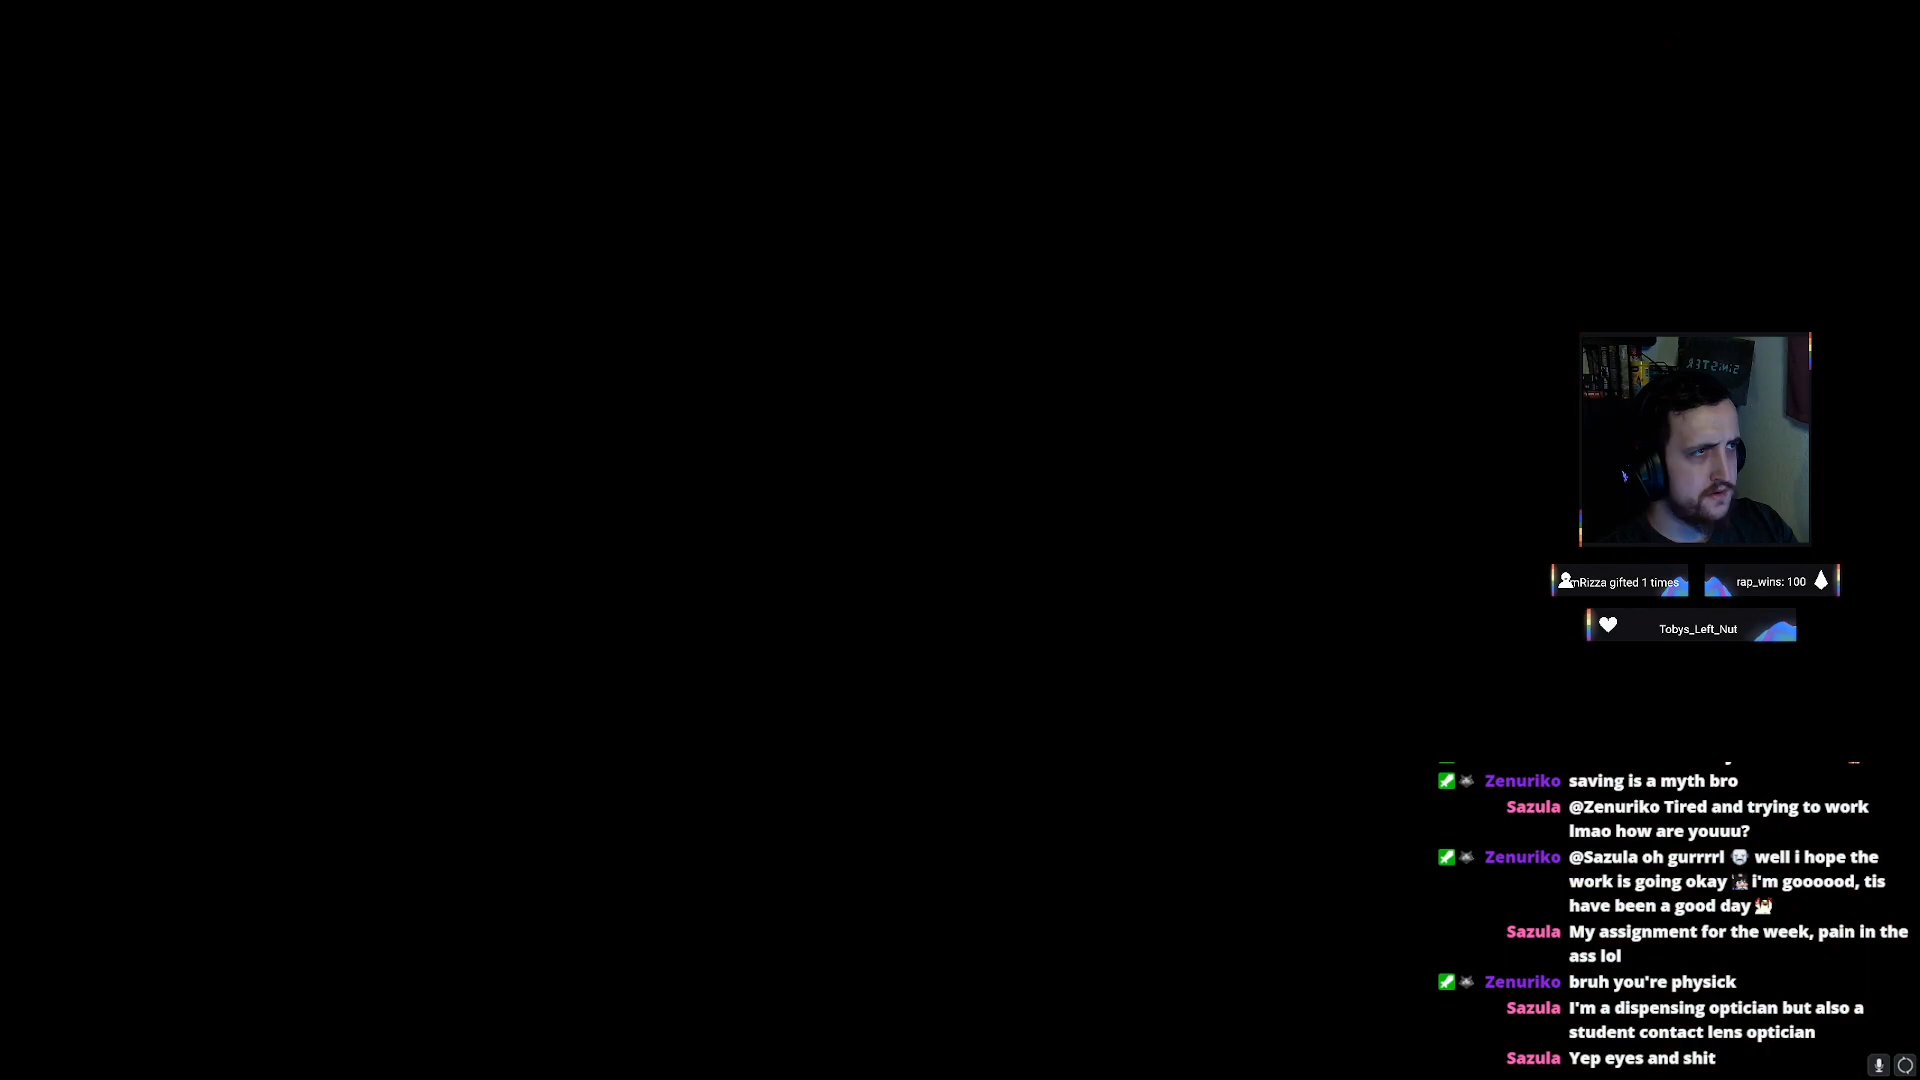 mRizza gifted 1 times
rap_wins: 100
Tobys_Left_Nut
Zenuriko saving is a myth bro
Sazula @Zenuriko Tired and trying to work
lmao how are youuu?
Zenuriko @Sazula oh gurrrrl well i hope the
work is going okay i'm goooood, tis
have been a good day
Sazula My assignment for the week, pain in the
ass lol
Zenuriko bruh you're physick
Sazula I'm a dispensing optician but also a
student contact lens optician
Sazula Yep eyes and shit